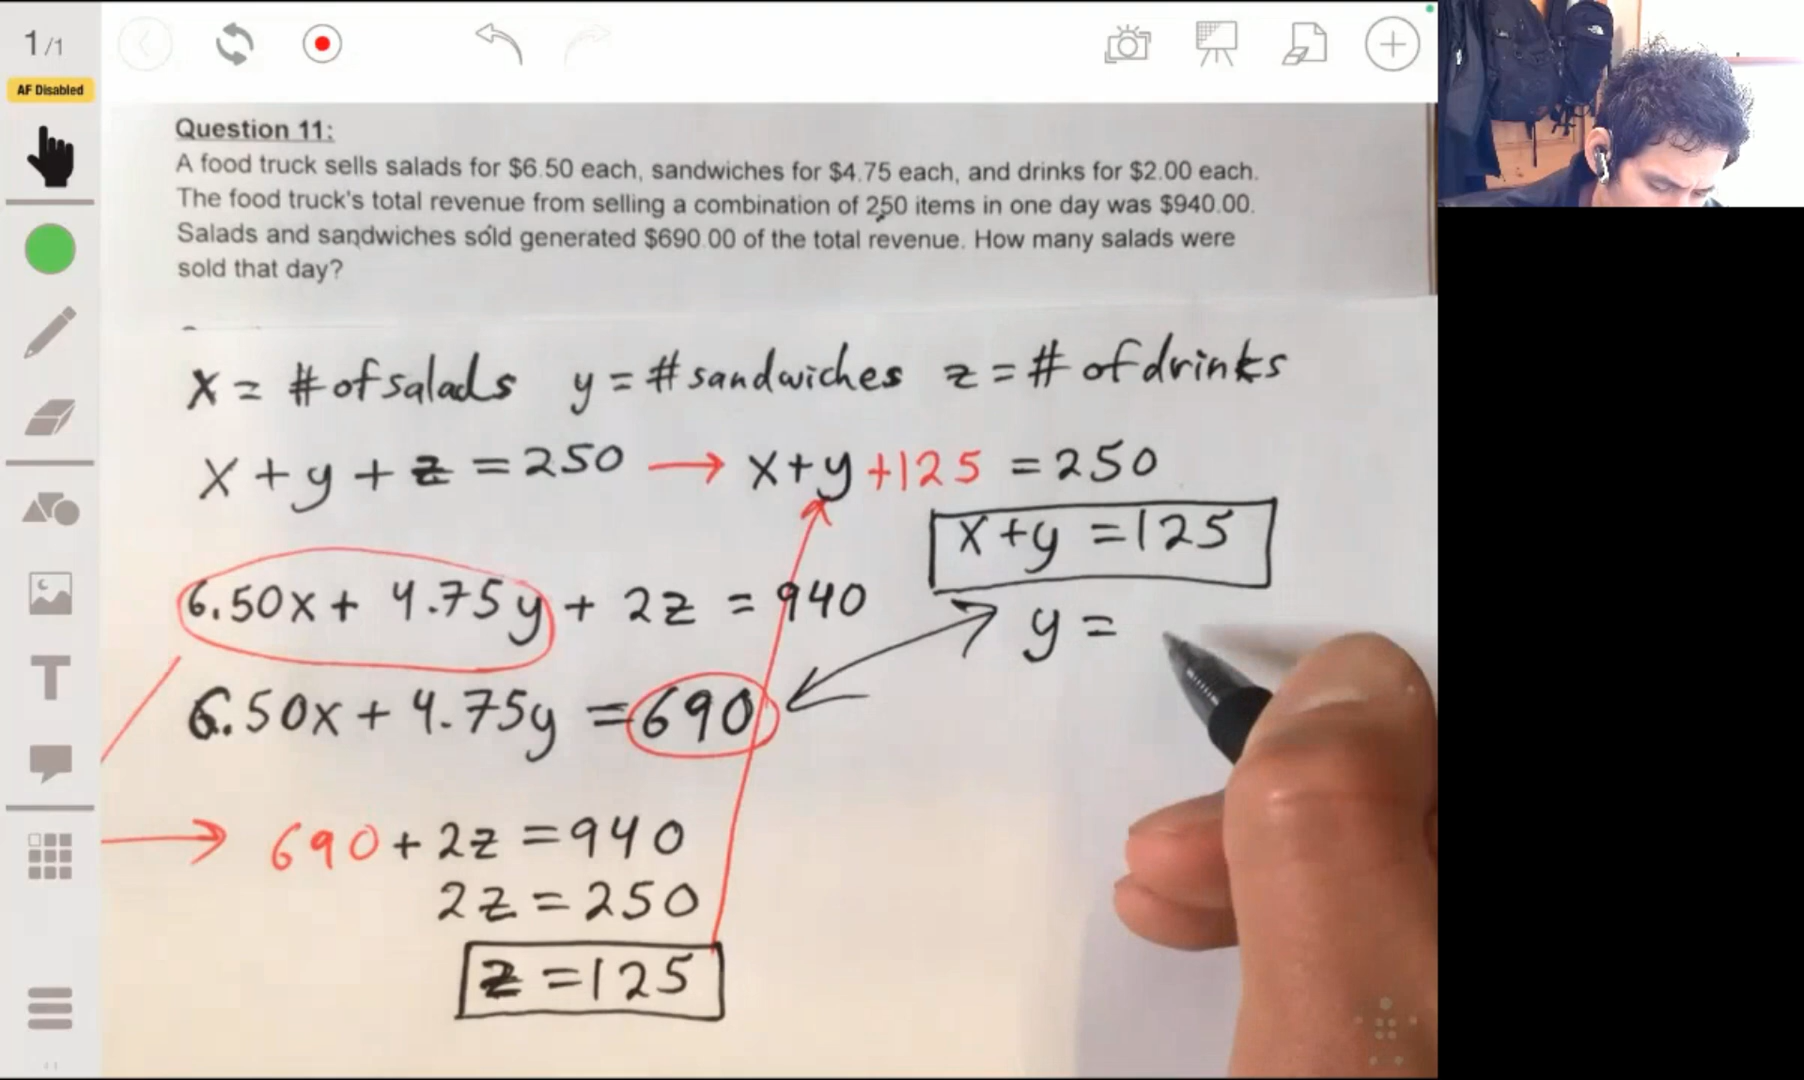 1/1
AF Disabled
T
Question 11:
A food truck sells salads for $6.50 each, sandwiches for $4.75 each, and drinks for $2.00 each.
The food truck's total revenue from selling a combination of 250 items in one day was $940.00.
Salads and sandwiches sold generated $690.00 of the total revenue. How many salads were
sold that day?
x = # of salads y = # sandwiches z = # of drinks
x + y + z = 250 → x + y + 125 = 250
x + y = 125
6.50x + 4.75y + 2z = 940
y =
6.50x + 4.75y = 690
→ 690 + 2z = 940
2z = 250
z = 125